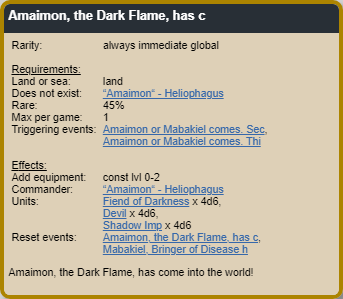 Amaimon, the Dark Flame, has c
Rarity: always immediate global
Requirements:
Land or sea: land
Does not exist: “Amaimon“ - Heliophagus
Rare: 45%
Max per game: 1
Triggering events: Amaimon or Mabakiel comes. Sec,
Amaimon or Mabakiel comes. Thi
Effects:
Add equipment: const lvl 0-2
Commander: “Amaimon“ - Heliophagus
Units: Fiend of Darkness x 4d6,
Devil x 4d6,
Shadow Imp x 4d6
Reset events: Amaimon, the Dark Flame, has c,
Mabakiel, Bringer of Disease h
Amaimon, the Dark Flame, has come into the world!